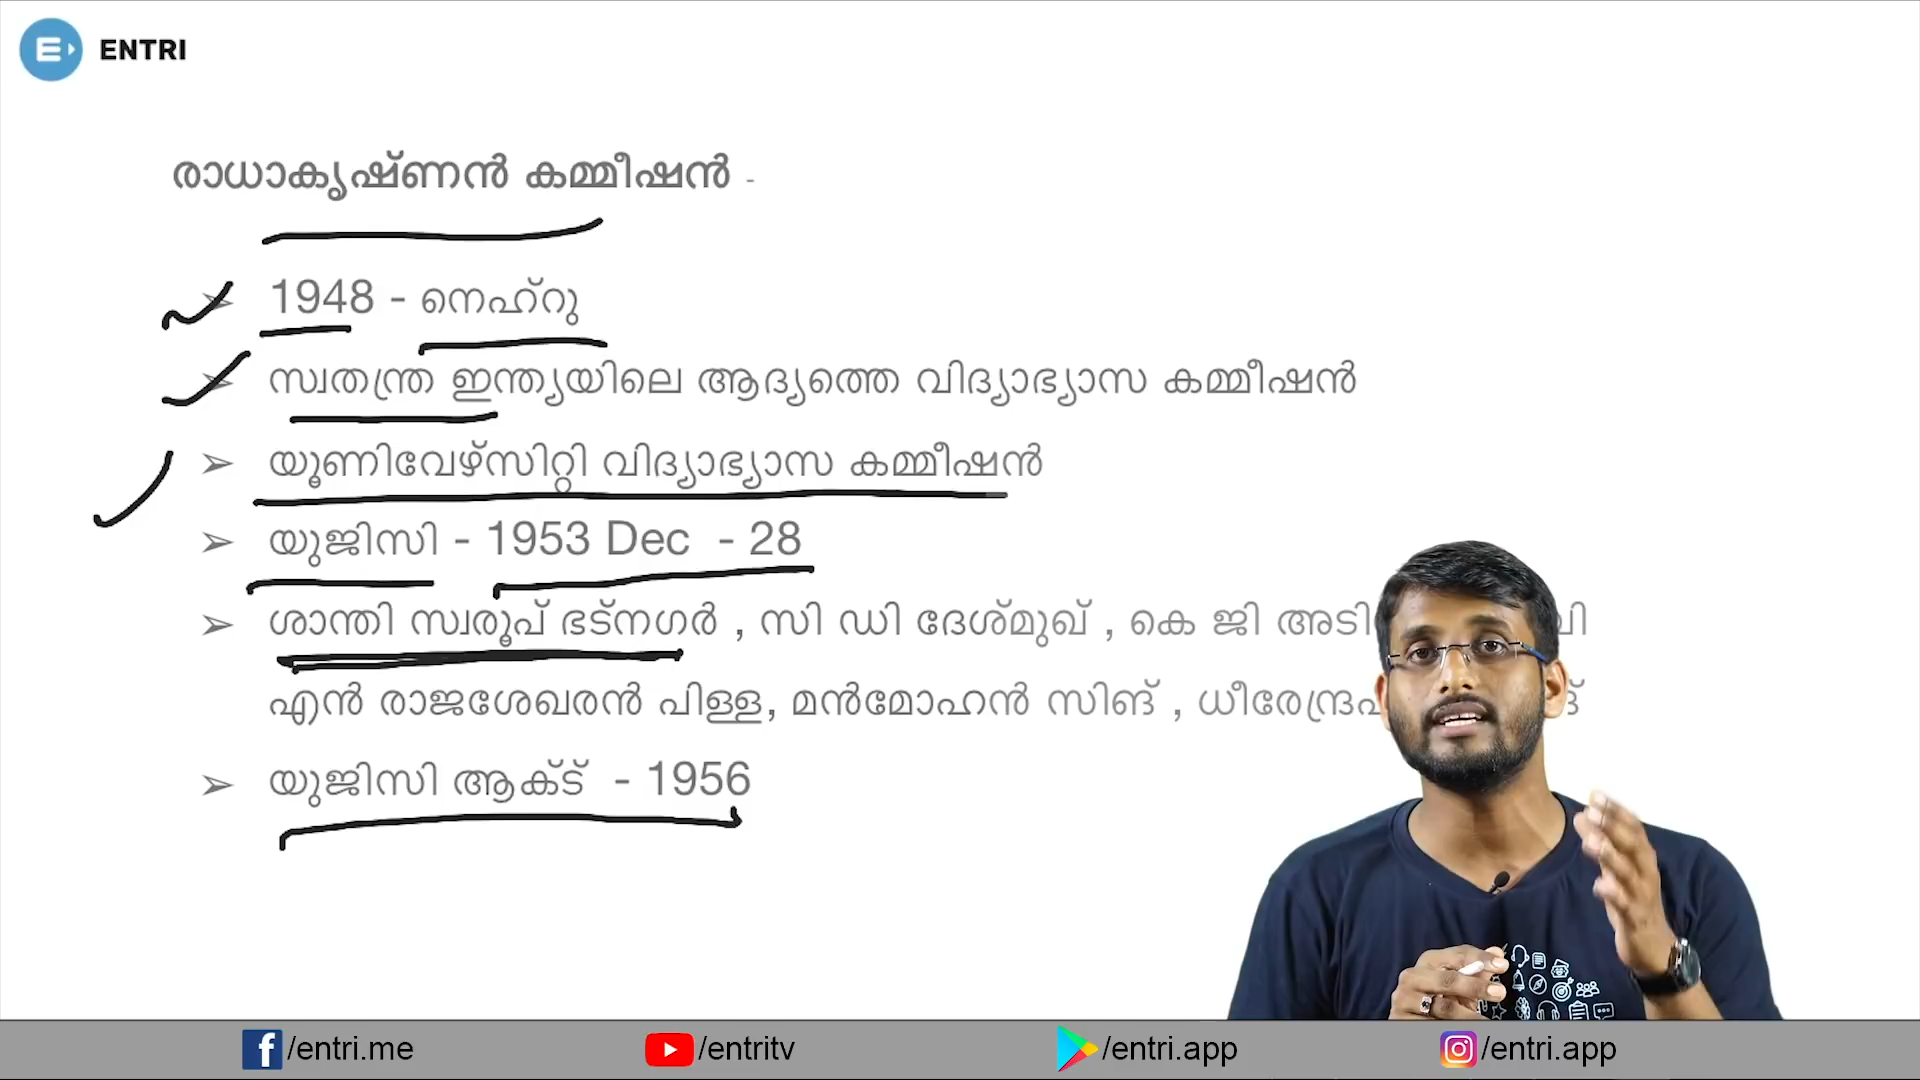 ENTRI
രാധാകൃഷ്ണൻ കമ്മീഷൻ -
➢ 1948 - നെഹ്റു
➢ സ്വതന്ത്ര ഇന്ത്യയിലെ ആദ്യത്തെ വിദ്യാഭ്യാസ കമ്മീഷൻ
➢ യൂണിവേഴ്സിറ്റി വിദ്യാഭ്യാസ കമ്മീഷൻ
➢ യുജിസി - 1953 Dec - 28
➢ ശാന്തി സ്വരൂപ് ഭട്നഗർ , സി ഡി ദേശ്മുഖ് , കെ ജി
എൻ രാജശേഖരൻ പിള്ള, മൻമോഹൻ സിങ് ,
➢ യുജിസി ആക്ട് - 1956
/entri.me /entritv /entri.app /entri.app